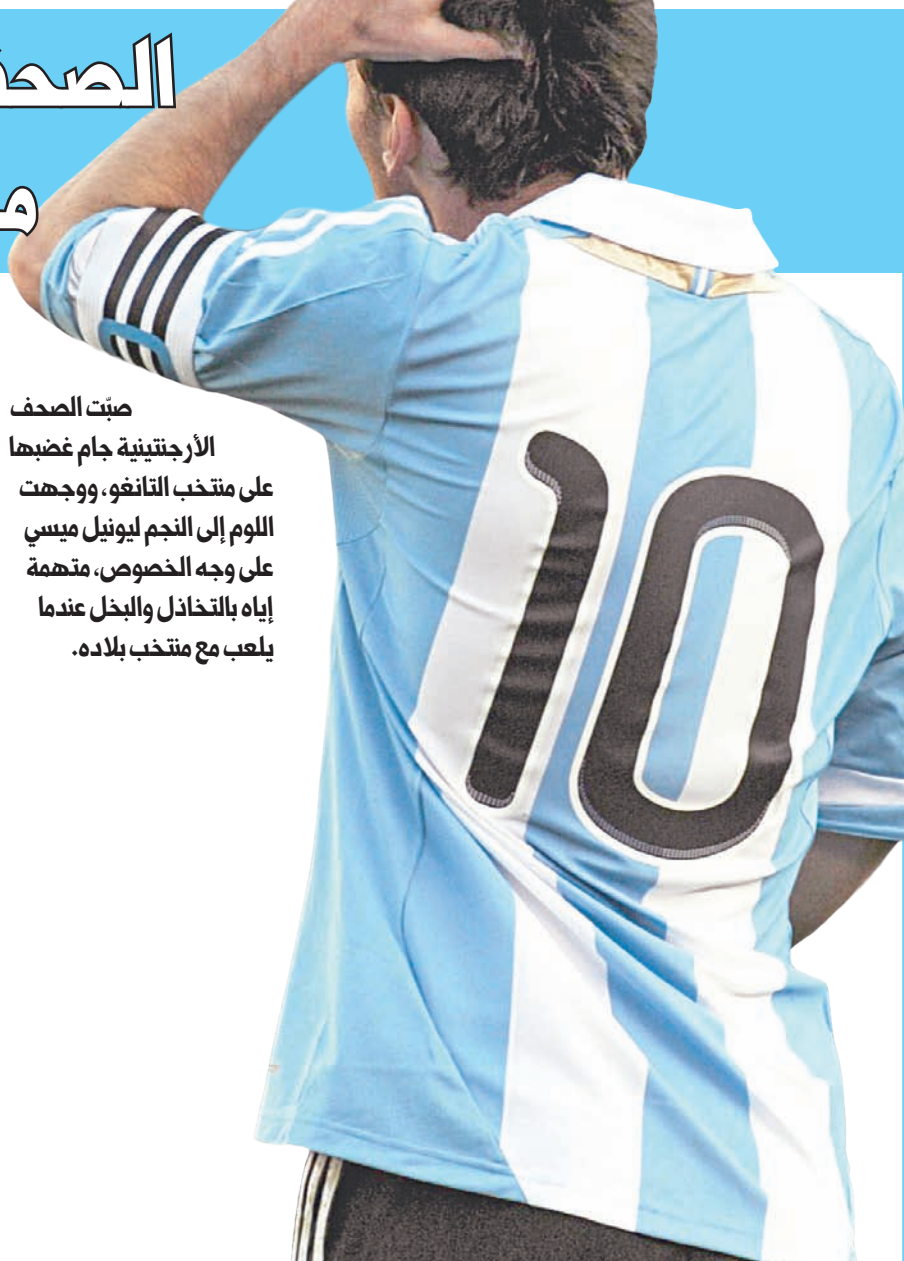 صبّت الصحف
الأرجنتينية جام غضبها
على منتخب التانغو، ووجهت
اللوم إلى النجم ليونيل ميسي
على وجه الخصوص، متهمة
إياه بالتخاذل والبخل عندما
يلعب مع منتخب بلاده.
10